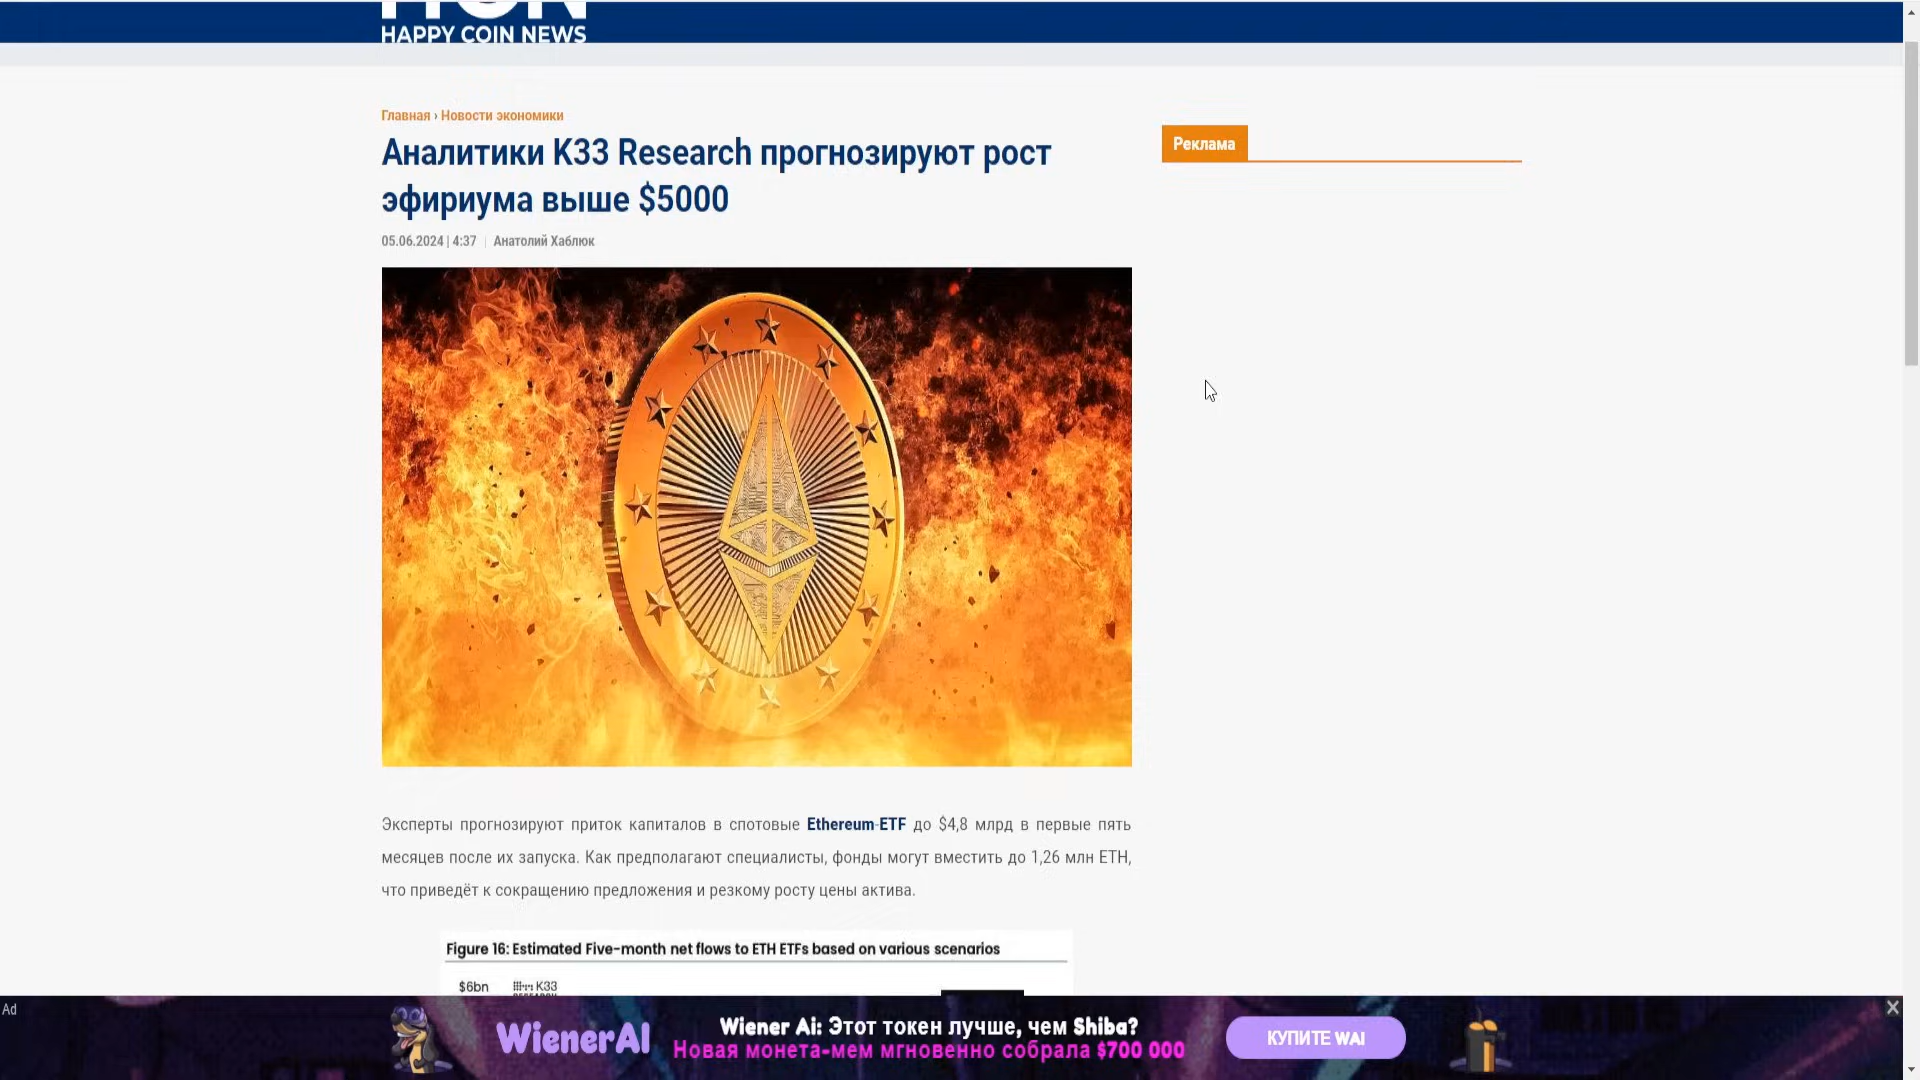 HAPPY COIN NEWS
Главная › Новости экономики
Аналитики K33 Research прогнозируют рост
эфириума выше $5000
05.06.2024 | 4:37 | Анатолий Хаблюк
Реклама
Эксперты прогнозируют приток капиталов в спотовые Ethereum-ETF до $4,8 млрд в первые пять
месяцев после их запуска. Как предполагают специалисты, фонды могут вместить до 1,26 млн ETH,
что приведёт к сокращению предложения и резкому росту цены актива.
Figure 16: Estimated Five-month net flows to ETH ETFs based on various scenarios
$6bn
K33
Ad
WienerAI
Wiener Ai: Этот токен лучше, чем Shiba?
Новая монета-мем мгновенно собрала $700 000
КУПИТЕ WAI